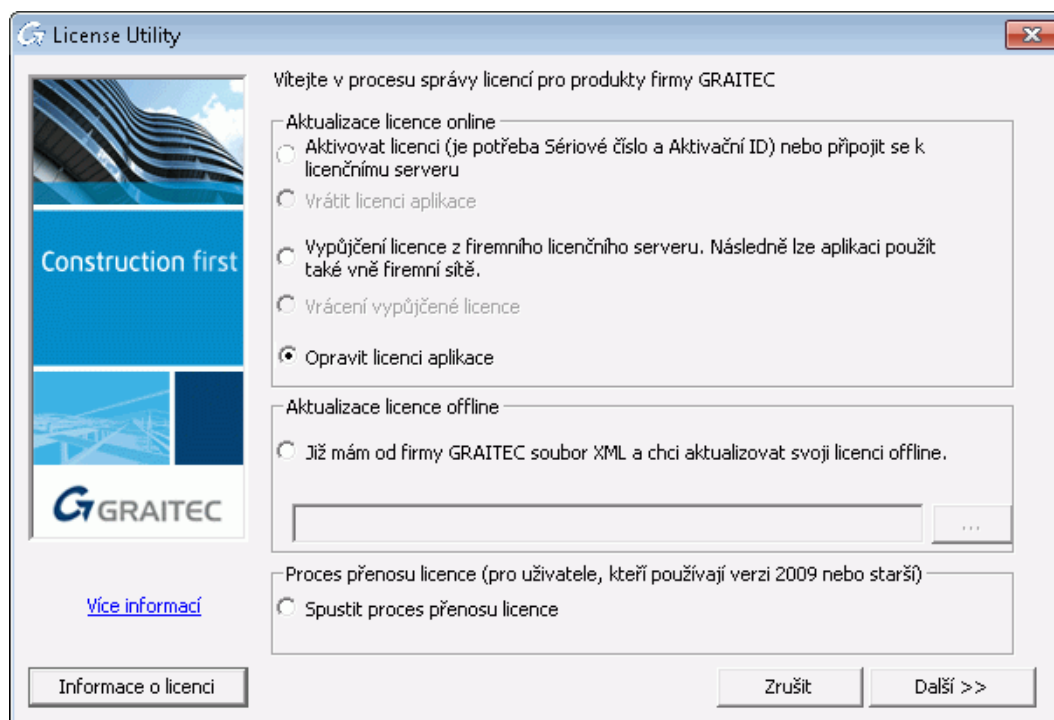 License Utility
Vítejte v procesu správy licencí pro produkty firmy GRAITEC
Aktualizace licence online
Aktivovat licenci (je potřeba Sériové číslo a Aktivační ID) nebo připojit se k
licenčnímu serveru
Vrátit licenci aplikace
Construction first
Vypůjčení licence z firemního licenčního serveru. Následně lze aplikaci použít
také vně firemní sítě.
Vrácení vypůjčené licence
Opravit licenci aplikace
Aktualizace licence offline
Již mám od firmy GRAITEC soubor XML a chci aktualizovat svoji licenci offline.
GRAITEC
...
Proces přenosu licence (pro uživatele, kteří používají verzi 2009 nebo starší)
Více informací
Spustit proces přenosu licence
Informace o licenci
Zrušit
Další >>